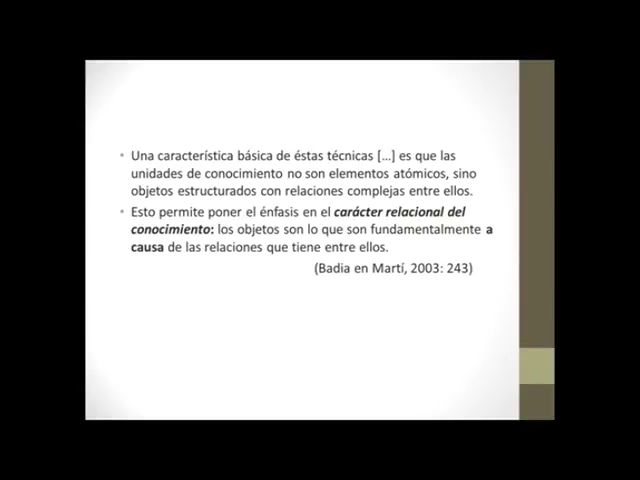 • Una característica básica de éstas técnicas […] es que las
unidades de conocimiento no son elementos atómicos, sino
objetos estructurados con relaciones complejas entre ellos.
• Esto permite poner el énfasis en el carácter relacional del
conocimiento: los objetos son lo que son fundamentalmente a
causa de las relaciones que tiene entre ellos.
(Badia en Martí, 2003: 243)